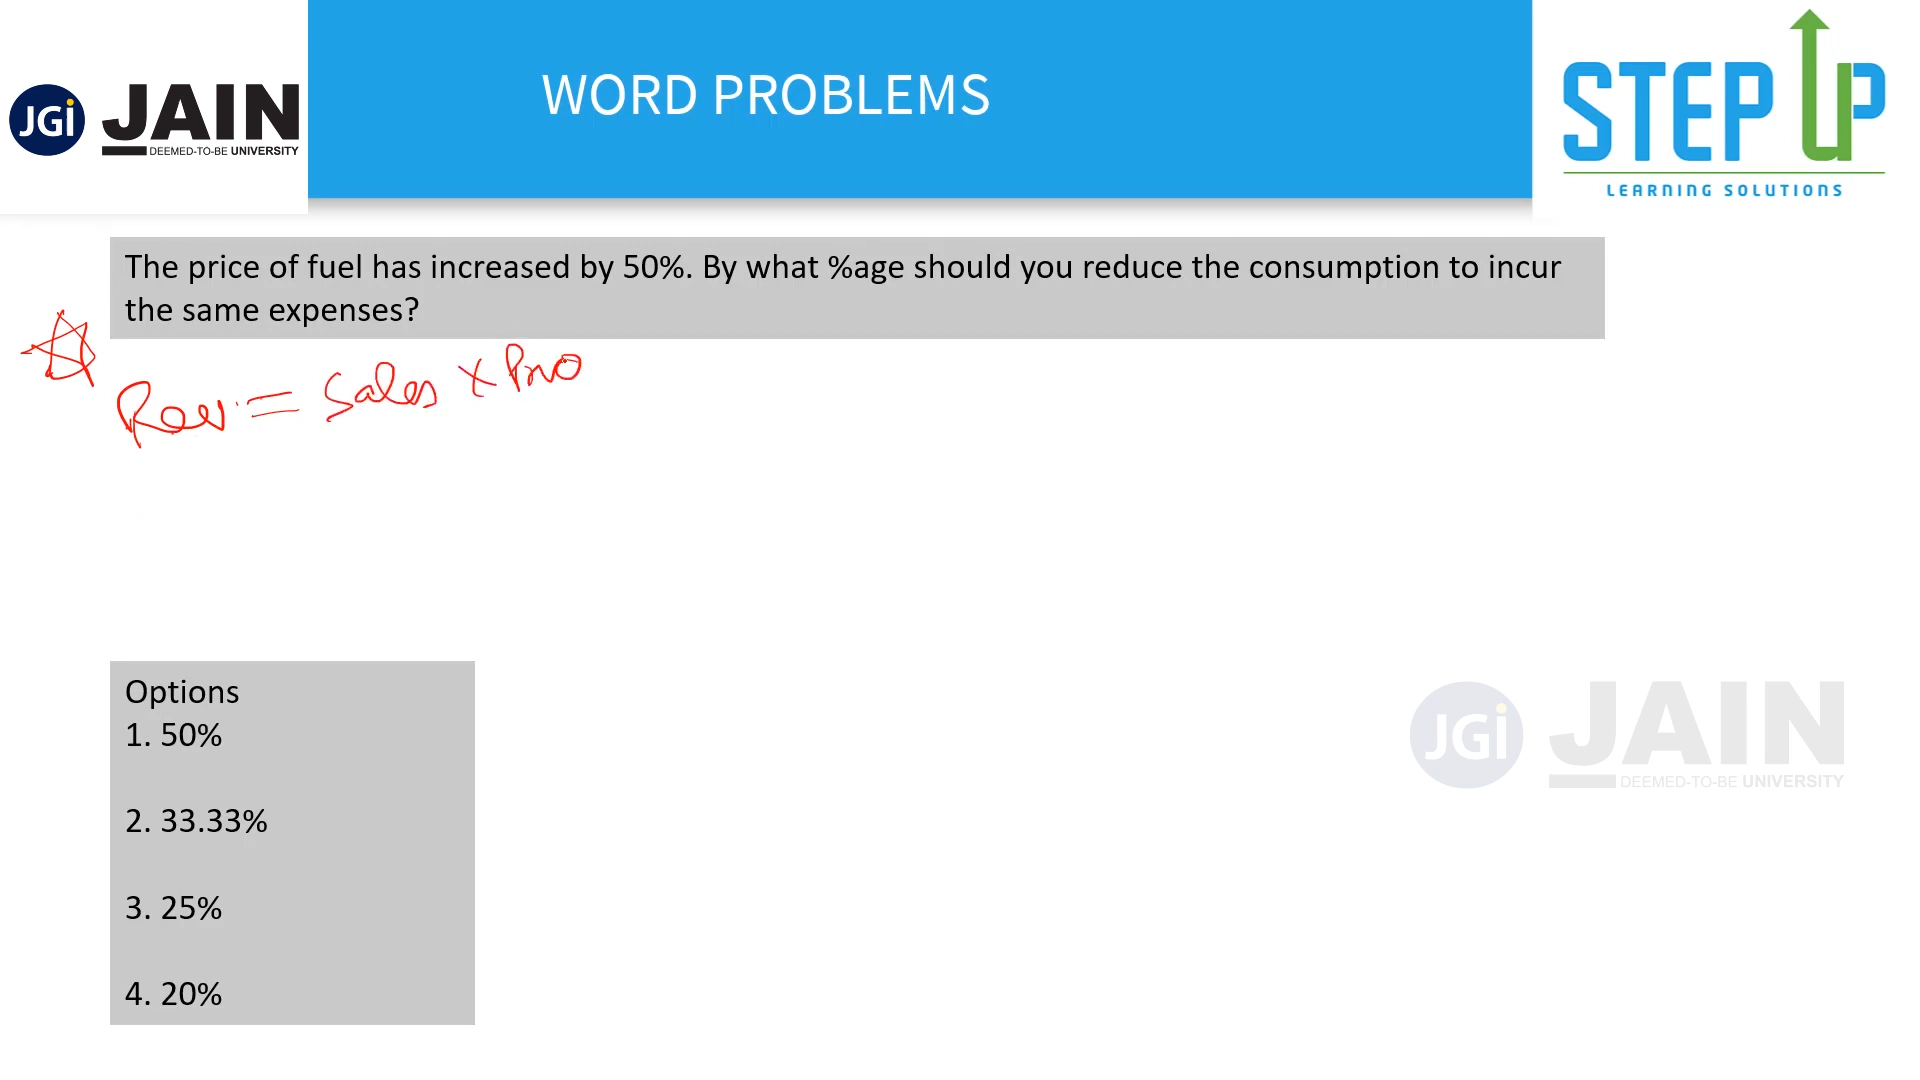 JGi JAIN
DEEMED-TO-BE UNIVERSITY
WORD PROBLEMS
STEP UP
LEARNING SOLUTIONS
The price of fuel has increased by 50%. By what %age should you reduce the consumption to incur
the same expenses?
Rev. = Sales x
Options
1. 50%
2. 33.33%
3. 25%
4. 20%
JGi JAIN
DEEMED-TO-BE UNIVERSITY